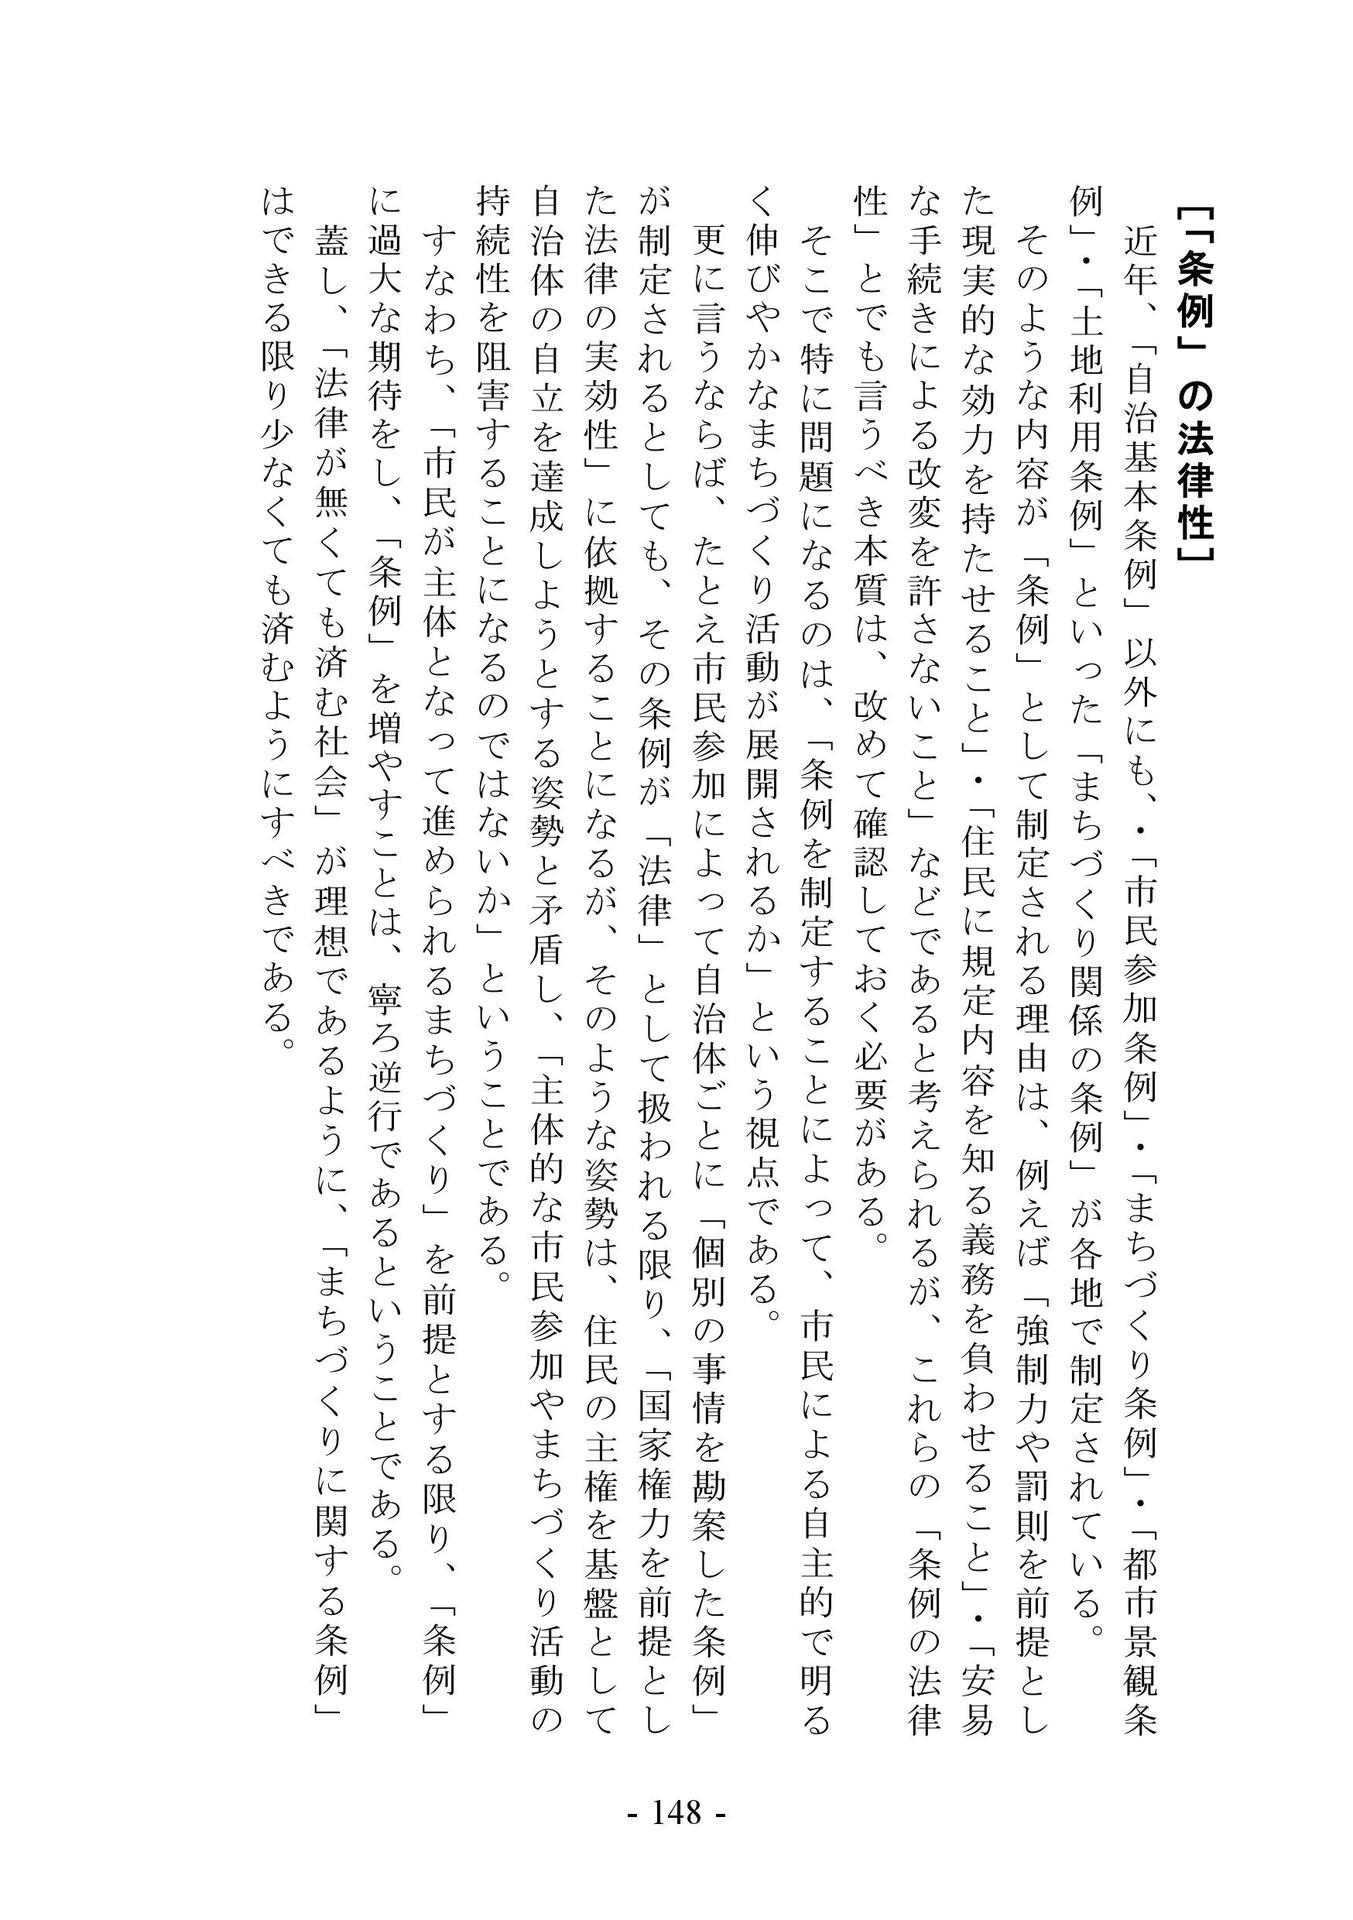 ［「条例」の法律性］
　近年、「自治基本条例」以外にも、・「市民参加条例」・「まちづくり条例」・「都市景観条
例」・「土地利用条例」といった「まちづくり関係の条例」が各地で制定されている。
　そのような内容が「条例」として制定される理由は、例えば「強制力や罰則を前提とし
た現実的な効力を持たせること」・「住民に規定内容を知る義務を負わせること」・「安易
な手続きによる改変を許さないこと」などであると考えられるが、これらの「条例の法律
性」とでも言うべき本質は、改めて確認しておく必要がある。
　そこで特に問題になるのは、「条例を制定することによって、市民による自主的で明る
く伸びやかなまちづくり活動が展開されるか」という視点である。
　更に言うならば、たとえ市民参加によって自治体ごとに「個別の事情を勘案した条例」
が制定されるとしても、その条例が「法律」として扱われる限り、「国家権力を前提とし
た法律の実効性」に依拠することになるが、そのような姿勢は、住民の主権を基盤として
自治体の自立を達成しようとする姿勢と矛盾し、「主体的な市民参加やまちづくり活動の
持続性を阻害することになるのではないか」ということである。
　すなわち、「市民が主体となって進められるまちづくり」を前提とする限り、「条例」
に過大な期待をし、「条例」を増やすことは、寧ろ逆行であるということである。
　蓋し、「法律が無くても済む社会」が理想であるように、「まちづくりに関する条例」
はできる限り少なくても済むようにすべきである。
- 148 -